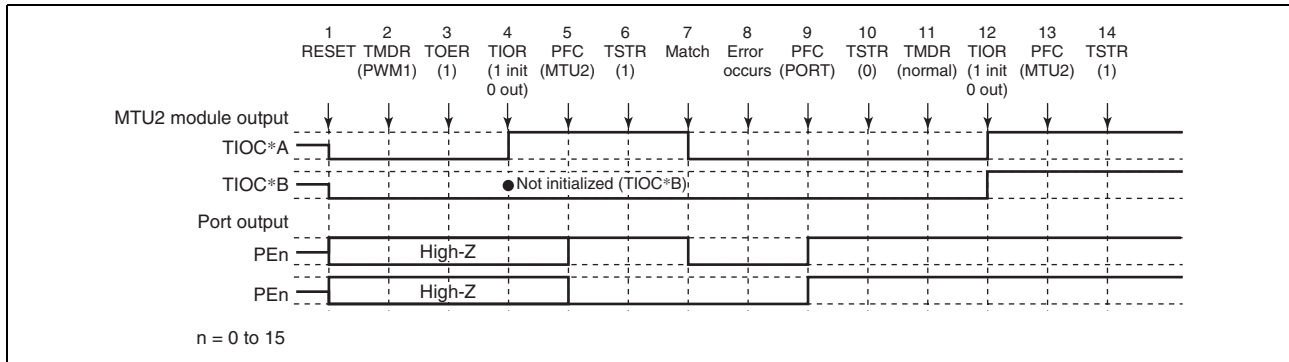 1 2 3 4 5 6 7 8 9 10 11 12 13 14
RESET TMDR TOER TIOR PFC TSTR Match Error PFC TSTR TMDR TIOR PFC TSTR
(PWM1) (1) (1 init (MTU2) (1) occurs (PORT) (0) (normal) (1 init (MTU2) (1)
0 out) 0 out)
MTU2 module output
TIOC*A
TIOC*B
Not initialized (TIOC*B)
Port output
PEn
High-Z
PEn
High-Z
n = 0 to 15